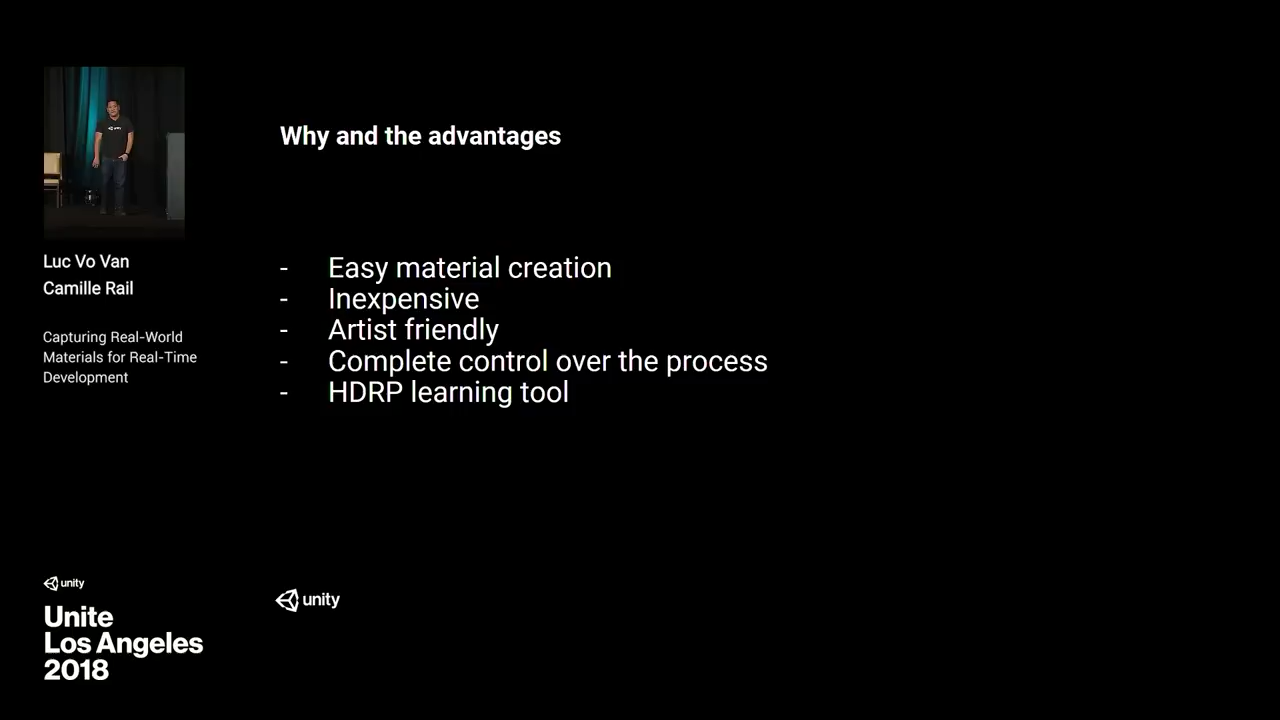 Why and the advantages
- Easy material creation
- Inexpensive
- Artist friendly
- Complete control over the process
- HDRP learning tool
Luc Vo Van
Camille Rail
Capturing Real-World
Materials for Real-Time
Development
unity
Unite
Los Angeles
2018
unity